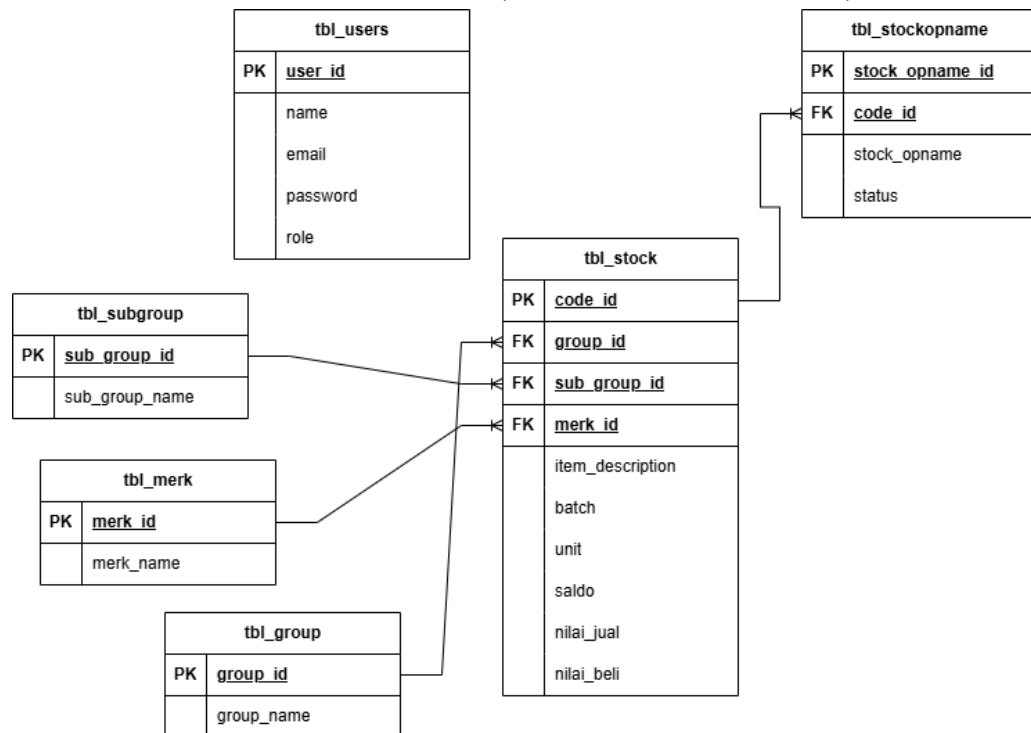 tbl_users
PK user_id
name
email
password
role
tbl_stockopname
PK stock_opname_id
FK code_id
stock_opname
status
tbl_stock
PK code_id
FK group_id
FK sub_group_id
FK merk_id
item_description
batch
unit
saldo
nilai_jual
nilai_beli
tbl_subgroup
PK sub_group_id
sub_group_name
tbl_merk
PK merk_id
merk_name
tbl_group
PK group_id
group_name